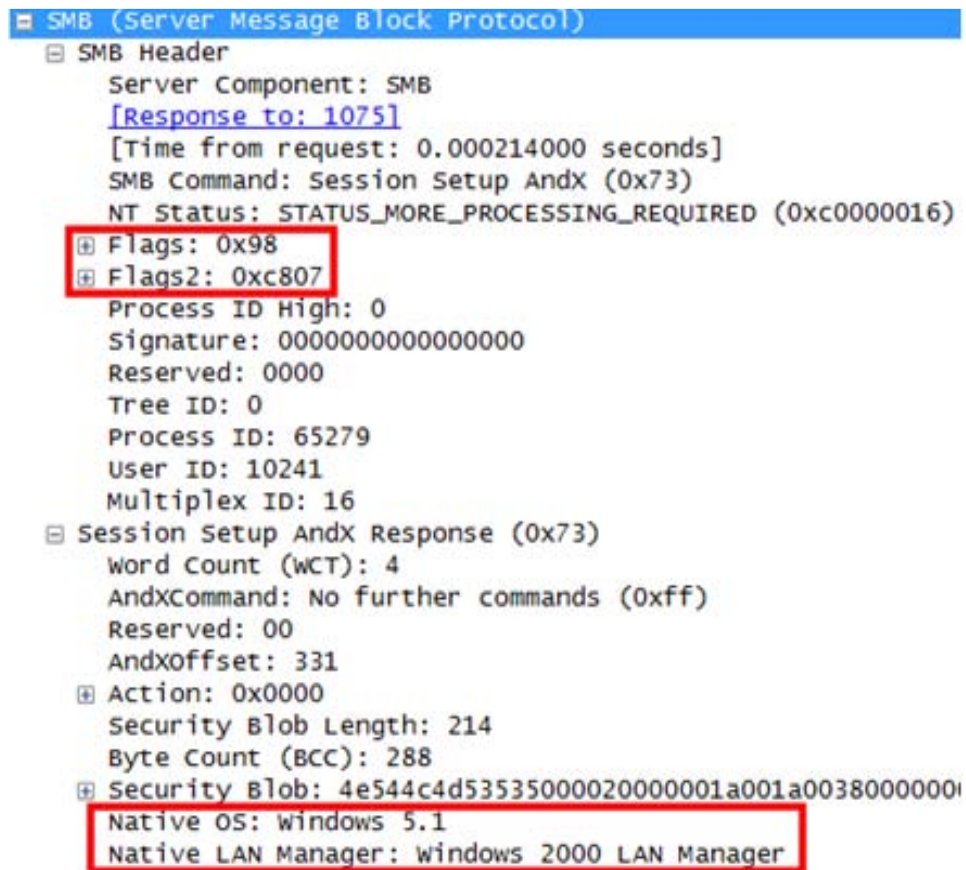 SMB (Server Message Block Protocol)
SMB Header
Server Component: SMB
[Response to: 1075]
[Time from request: 0.000214000 seconds]
SMB Command: Session Setup AndX (0x73)
NT Status: STATUS_MORE_PROCESSING_REQUIRED (0xc0000016)
Flags: 0x98
Flags2: 0xc807
Process ID High: 0
Signature: 0000000000000000
Reserved: 0000
Tree ID: 0
Process ID: 65279
User ID: 10241
Multiplex ID: 16
Session Setup AndX Response (0x73)
Word Count (WCT): 4
AndXCommand: No further commands (0xff)
Reserved: 00
AndXOffset: 331
Action: 0x0000
Security Blob Length: 214
Byte Count (BCC): 288
Security Blob: 4e544c4d53535000020000001a001a0038000000
Native OS: Windows 5.1
Native LAN Manager: Windows 2000 LAN Manager